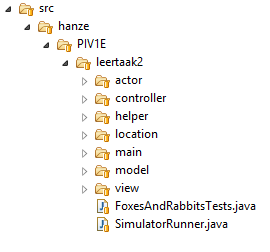 src
hanze
PIV1E
leertaak2
actor
controller
helper
location
main
model
view
FoxesAndRabbitsTests.java
SimulatorRunner.java